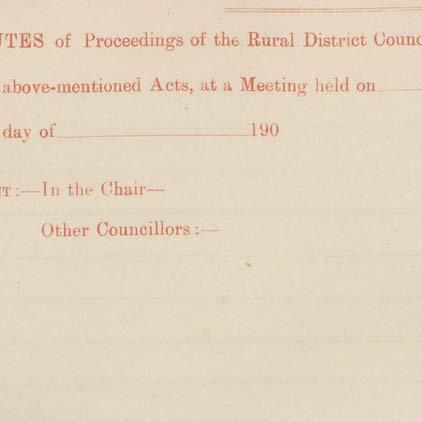 UTES of Proceedings of the Rural District Counc
above-mentioned Acts, at a Meeting held on
day of 190
NT:—In the Chair—
Other Councillors:—